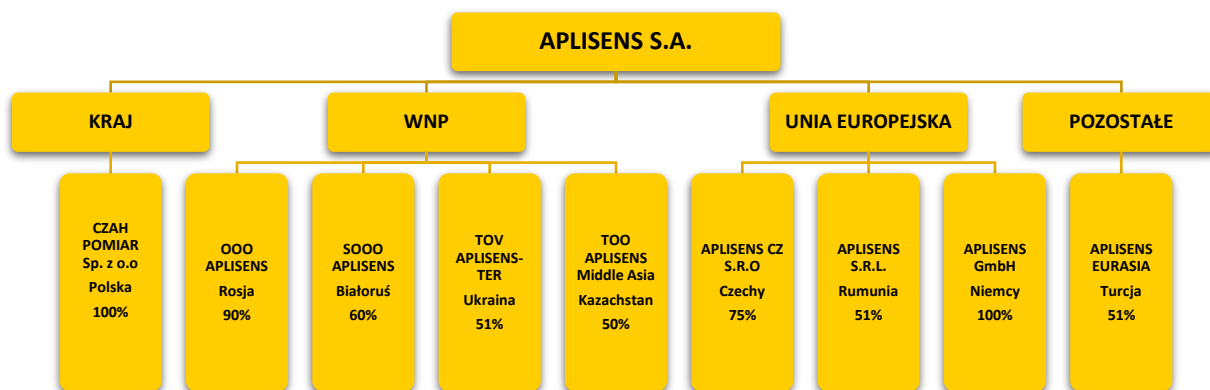 APLISENS S.A.
KRAJ
WNP
UNIA EUROPEJSKA
POZOSTAŁE
CZAH
POMIAR
Sp. z o.o
Polska
100%
OOO
APLISENS
Rosja
90%
SOOO
APLISENS
Białoruś
60%
TOV
APLISENS-
TER
Ukraina
51%
TOO
APLISENS
Middle Asia
Kazachstan
50%
APLISENS CZ
S.R.O
Czechy
75%
APLISENS
S.R.L.
Rumunia
51%
APLISENS
GmbH
Niemcy
100%
APLISENS
EURASIA
Turcja
51%